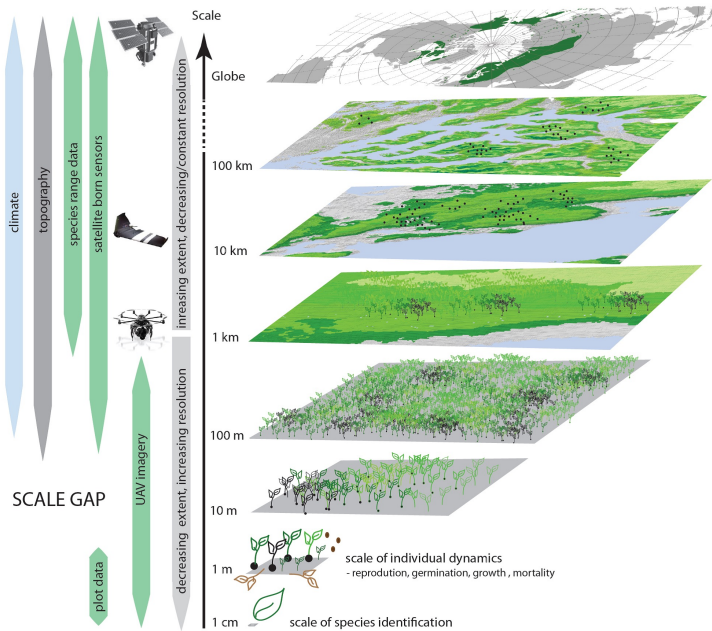 Scale
Globe
100 km
10 km
1 km
100 m
10 m
1 m
1 cm
climate
topography
species range data
satellite born sensors
inreasing extent, decreasing/constant resolution
UAV imagery
decreasing extent, increasing resolution
SCALE GAP
plot data
scale of individual dynamics
- reprodution, germination, growth , mortality
scale of species identification